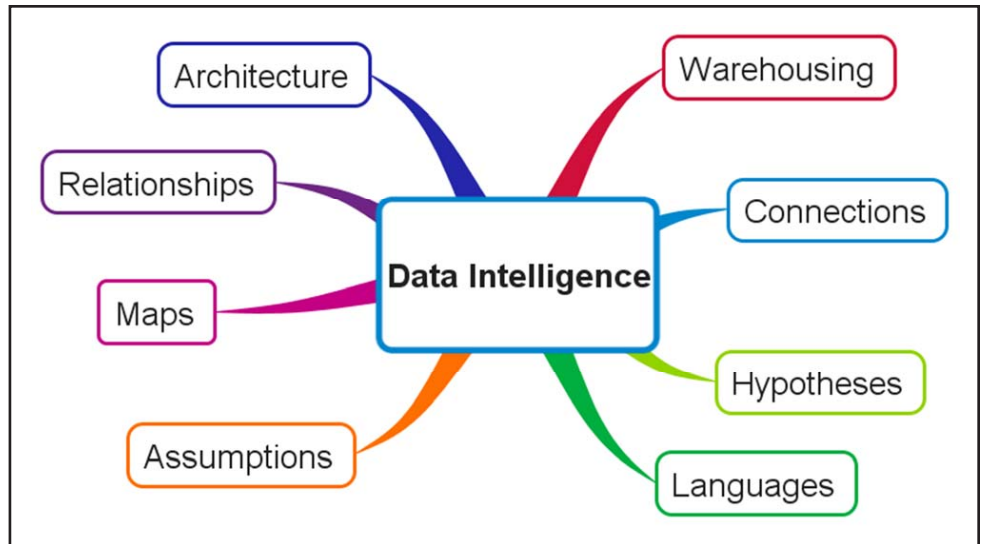 Architecture
Warehousing
Relationships
Connections
Data Intelligence
Maps
Hypotheses
Assumptions
Languages